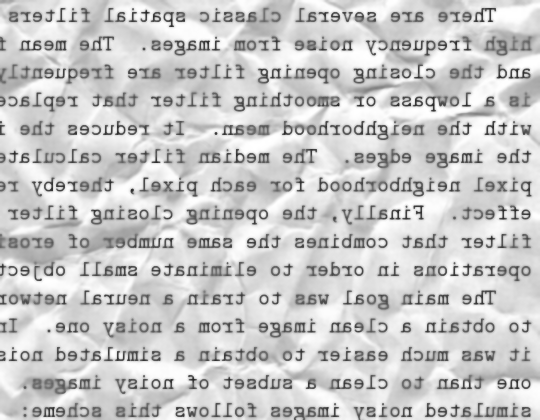 There are several classic spatial filters
high frequency noise from images. The mean f
and the closing opening filter are frequently
is a lowpass or smoothing filter that replace
with the neighborhood mean. It reduces the i
the image edges. The median filter calculate
pixel neighborhood for each pixel, thereby re
effect. Finally, the opening closing filter
filter that combines the same number of erosi
operations in order to eliminate small object
The main goal was to train a neural networ
to obtain a clean image from a noisy one. In
it was much easier to obtain a simulated nois
one than to clean a subset of noisy images.
simulated noisy images follows this scheme: